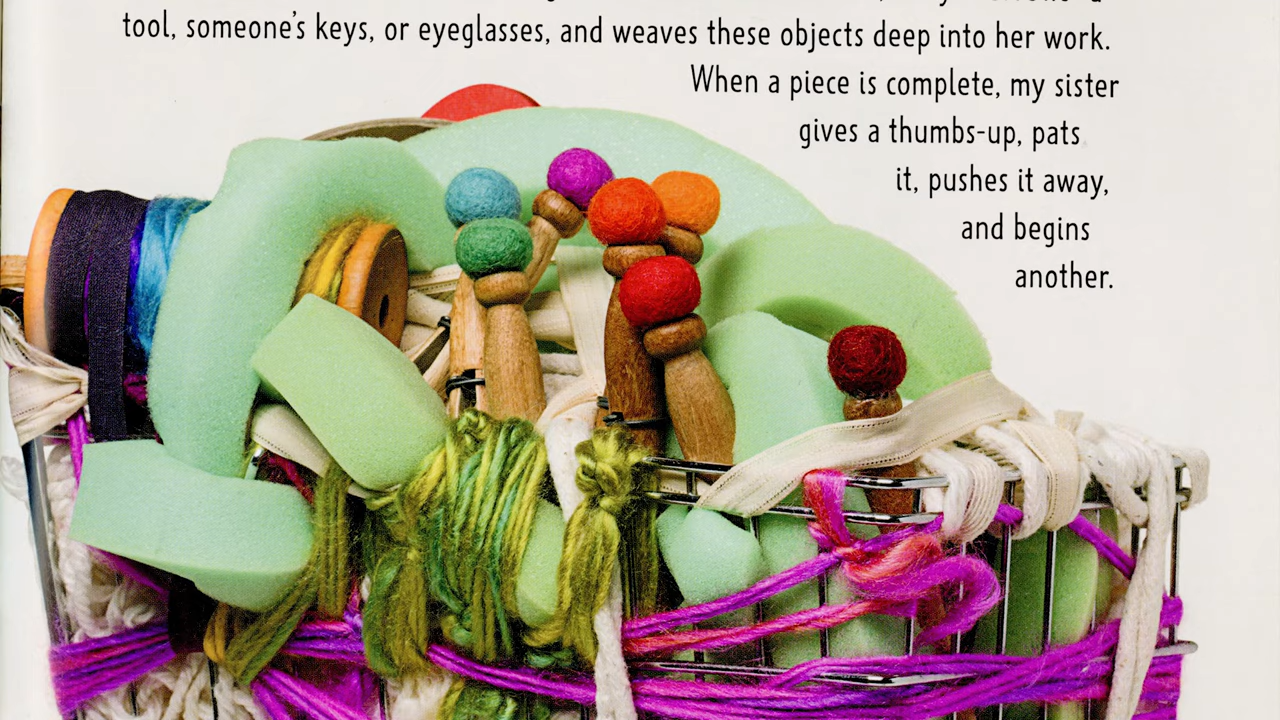 tool, someone's keys, or eyeglasses, and weaves these objects deep into her work.
When a piece is complete, my sister
gives a thumbs-up, pats
it, pushes it away,
and begins
another.